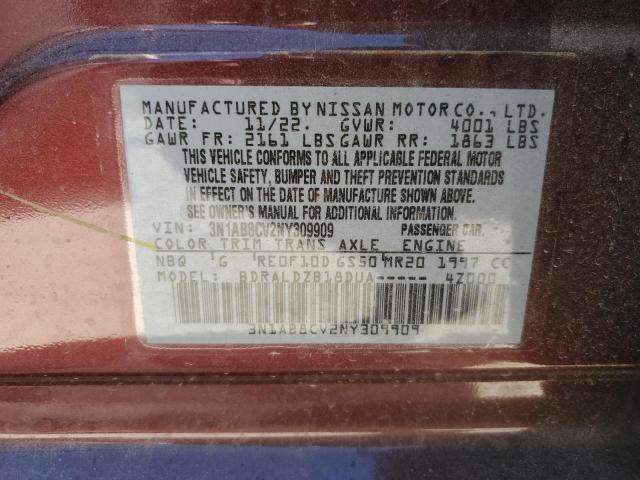 MANUFACTURED BY NISSAN MOTOR CO., LTD.
DATE: 11/22. GVWR: 4001 LBS
GAWR FR: 2161 LBS GAWR RR: 1863 LBS
THIS VEHICLE CONFORMS TO ALL APPLICABLE FEDERAL MOTOR
VEHICLE SAFETY, BUMPER AND THEFT PREVENTION STANDARDS
IN EFFECT ON THE DATE OF MANUFACTURE SHOWN ABOVE.
SEE OWNER'S MANUAL FOR ADDITIONAL INFORMATION.
VIN: 3N1AB8CV2NY309909 PASSENGER CAR
COLOR TRIM TRANS AXLE ENGINE
NBQ G RE0F10D GS50 MR20 1997 CC
MODEL: BDRALDZB18DUA----- 4Z000
3N1AB8CV2NY309909